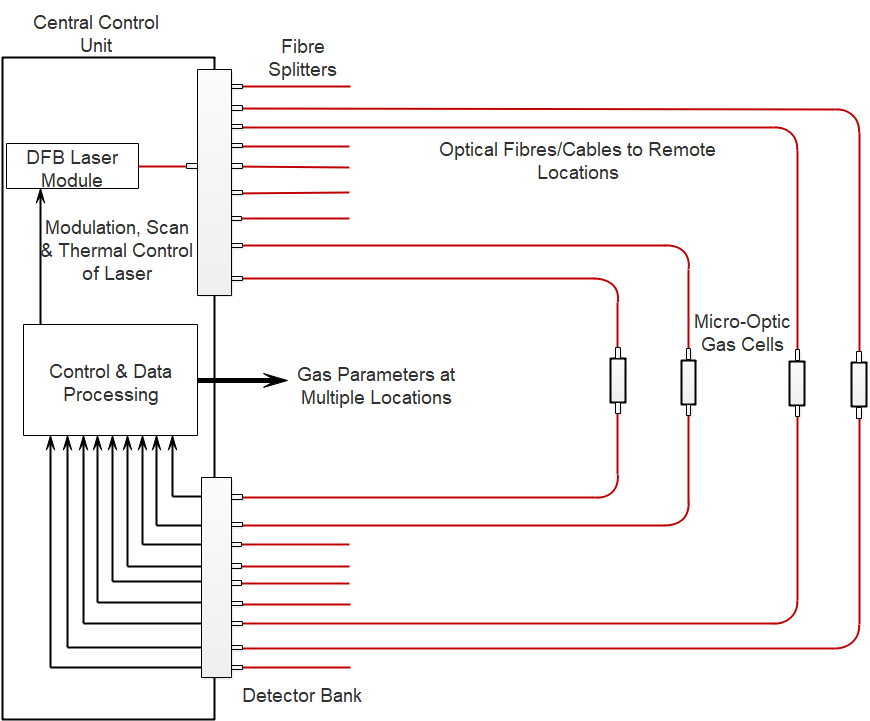 Central Control
Unit
Fibre
Splitters
DFB Laser
Module
Optical Fibres/Cables to Remote
Locations
Modulation, Scan
& Thermal Control
of Laser
Micro-Optic
Gas Cells
Control & Data
Processing
Gas Parameters at
Multiple Locations
Detector Bank